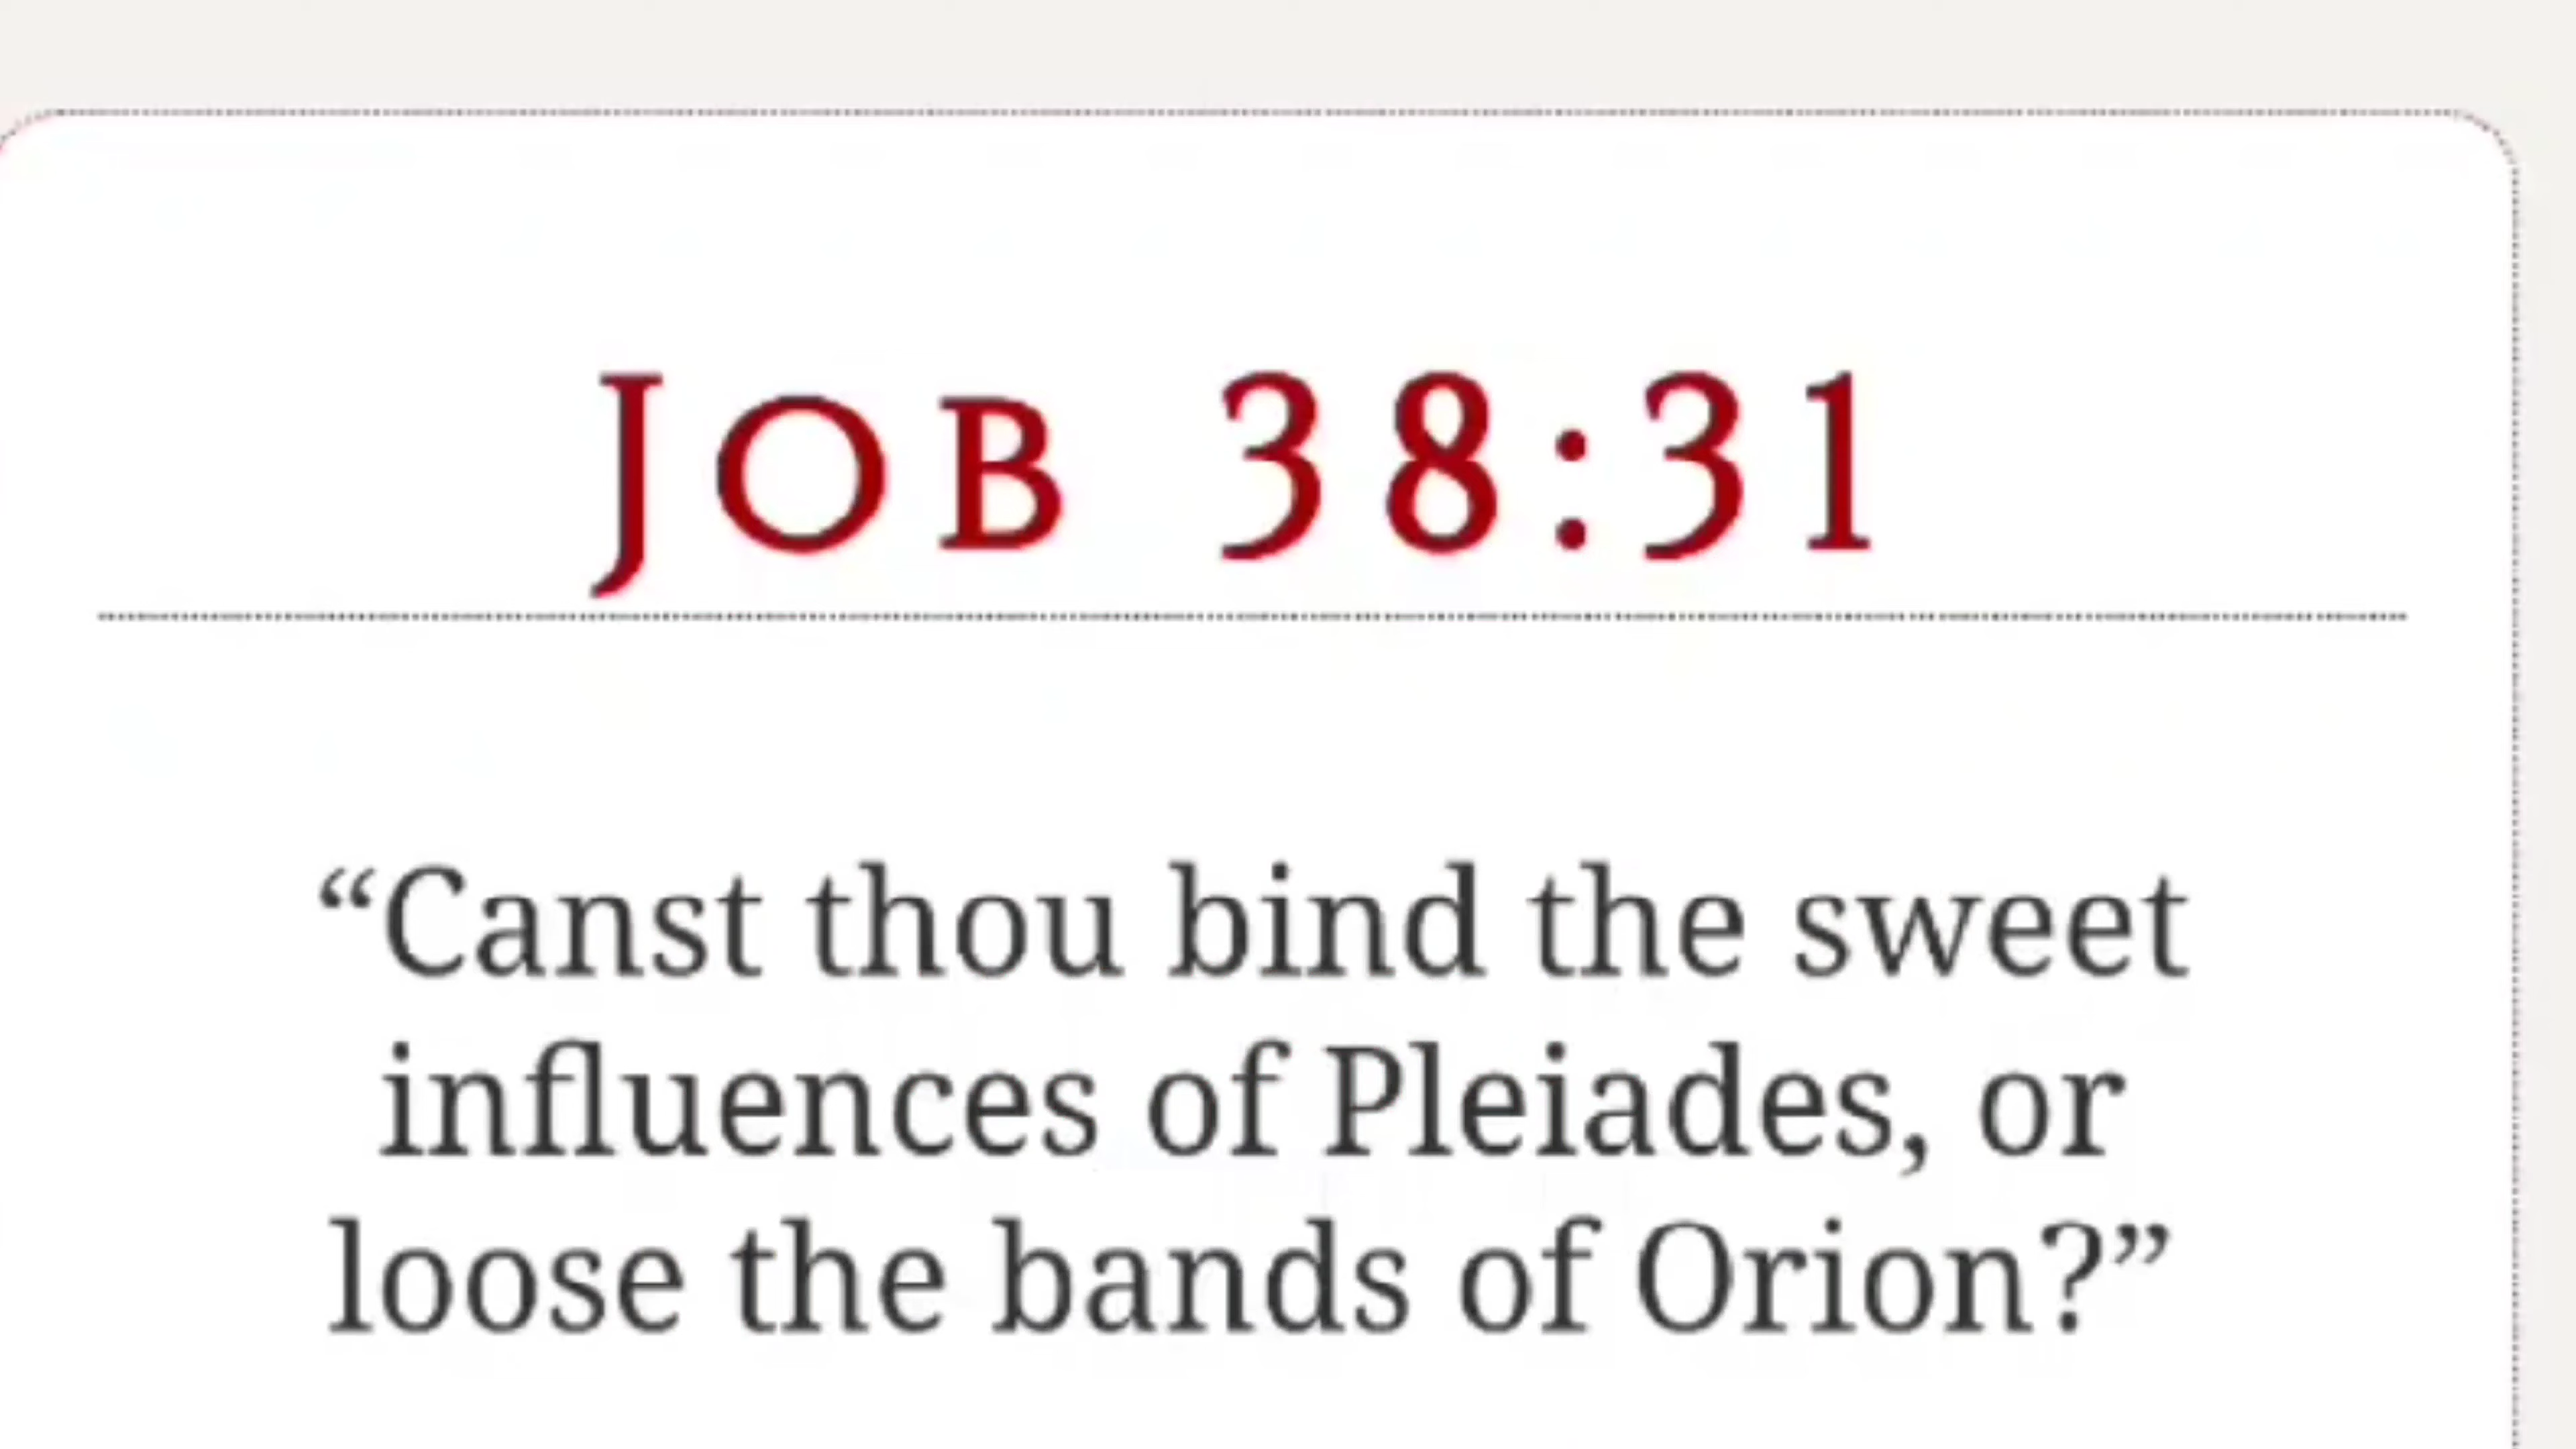 Job 38:31
“Canst thou bind the sweet
influences of Pleiades, or
loose the bands of Orion?”